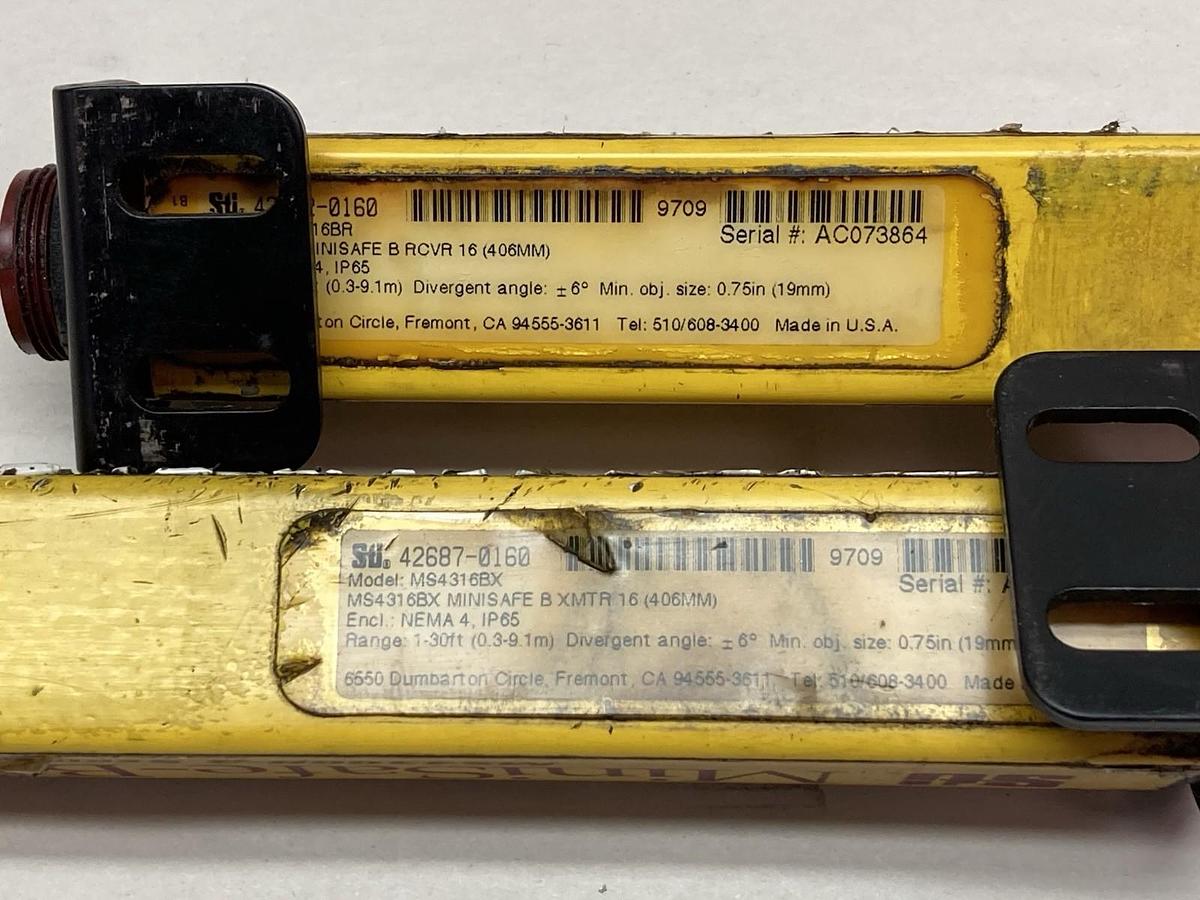 B1 STI 42 2-0160 9709
16BR Serial #: AC073864
INISAFE B RCVR 16 (406MM)
4, IP65
(0.3-9.1m) Divergent angle: ± 6° Min. obj. size: 0.75in (19mm)
ton Circle, Fremont, CA 94555-3611 Tel: 510/608-3400 Made in U.S.A.
STI 42687-0160 9709
Model: MS4316BX Serial #: A
MS4316BX MINISAFE B XMTR 16 (406MM)
Encl.: NEMA 4, IP65
Range: 1-30ft (0.3-9.1m) Divergent angle: ± 6° Min. obj. size: 0.75in (19mm
6550 Dumbarton Circle, Fremont, CA 94555-3611 Tel: 510/608-3400 Made
STI MiniSafe